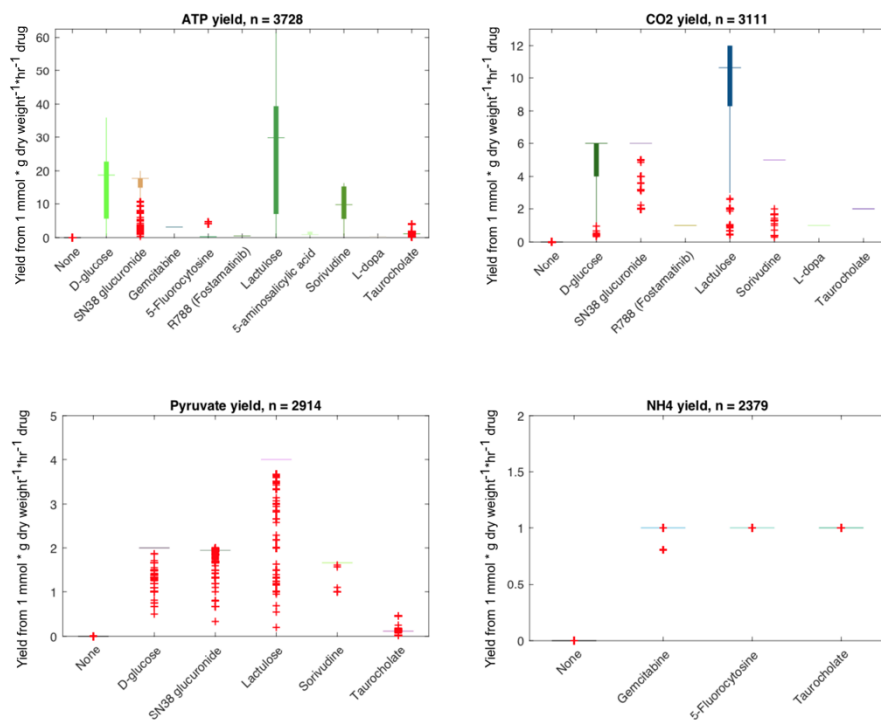 ATP yield, n = 3728
Yield from 1 mmol * g dry weight⁻¹*hr⁻¹ drug
60
50
40
30
20
10
0
None
D-glucose
SN38 glucuronide
Gemcitabine
5-Fluorocytosine
R788 (Fostamatinib)
Lactulose
5-aminosalicylic acid
Sorivudine
L-dopa
Taurocholate
CO2 yield, n = 3111
Yield from 1 mmol * g dry weight⁻¹*hr⁻¹ drug
12
10
8
6
4
2
0
None
D-glucose
SN38 glucuronide
R788 (Fostamatinib)
Lactulose
Sorivudine
L-dopa
Taurocholate
Pyruvate yield, n = 2914
Yield from 1 mmol * g dry weight⁻¹*hr⁻¹ drug
5
4
3
2
1
0
None
D-glucose
SN38 glucuronide
Lactulose
Sorivudine
Taurocholate
NH4 yield, n = 2379
Yield from 1 mmol * g dry weight⁻¹*hr⁻¹ drug
2
1.5
1
0.5
0
None
Gemcitabine
5-Fluorocytosine
Taurocholate